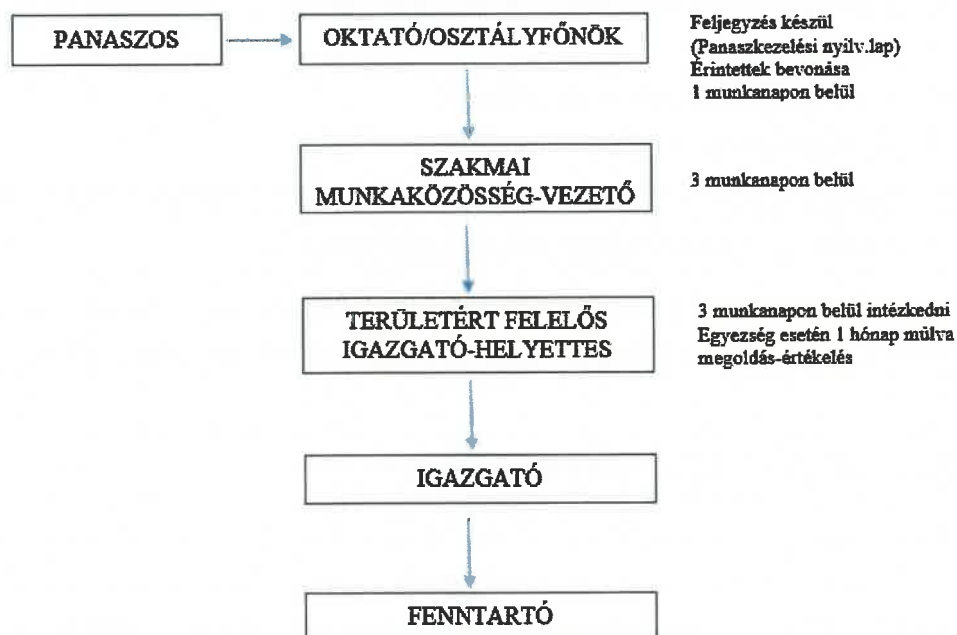 PANASZOS
OKTATÓ/OSZTÁLYFŐNÖK
Feljegyzés készül
(Panaszkezelési nyilv.lap)
Érintettek bevonása
1 munkanapon belül
SZAKMAI
MUNKAKÖZÖSSÉG-VEZETŐ
3 munkanapon belül
TERÜLETÉRT FELELŐS
IGAZGATÓ-HELYETTES
3 munkanapon belül intézkedni
Egyezség esetén 1 hónap múlva
megoldás-értékelés
IGAZGATÓ
FENNTARTÓ